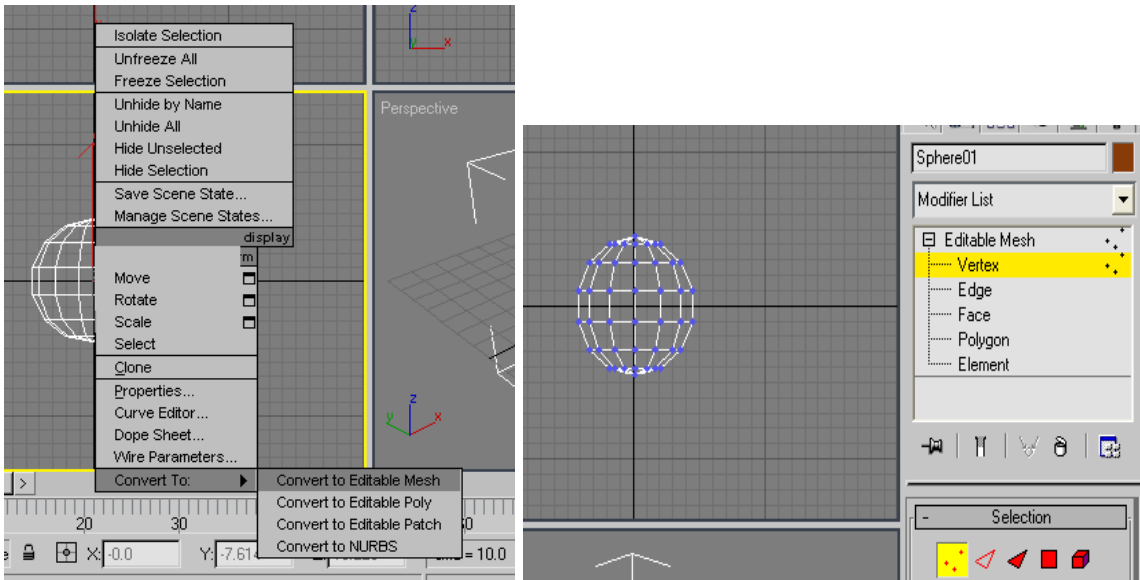 z
y x
Isolate Selection
Unfreeze All
Freeze Selection
Unhide by Name
Unhide All
Hide Unselected
Hide Selection
Save Scene State...
Manage Scene States...
display
Move
Rotate
Scale
Select
Clone
Properties...
Curve Editor...
Dope Sheet...
Wire Parameters...
Convert To:
Convert to Editable Mesh
Convert to Editable Poly
Convert to Editable Patch
Convert to NURBS
Perspective
z
y x
>
20 30
X: -0.0 Y: -7.614 = 10.0
Sphere01
Modifier List
Editable Mesh
Vertex
Edge
Face
Polygon
Element
- Selection